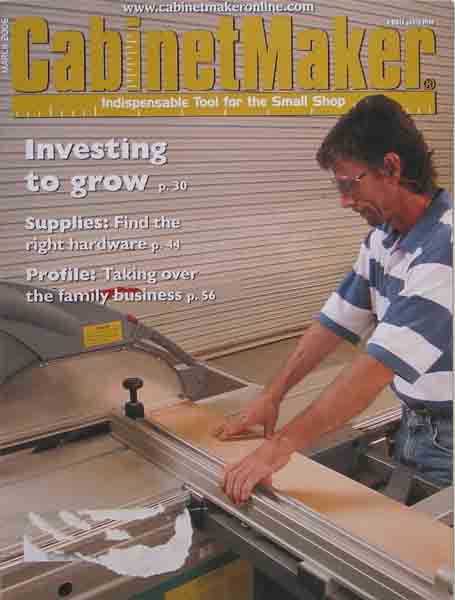 www.cabinetmakeronline.com
MARCH 2006
CabinetMaker®
Indispensable Tool for the Small Shop
Investing
to grow p. 30
Supplies: Find the
right hardware p. 44
Profile: Taking over
the family business p. 56